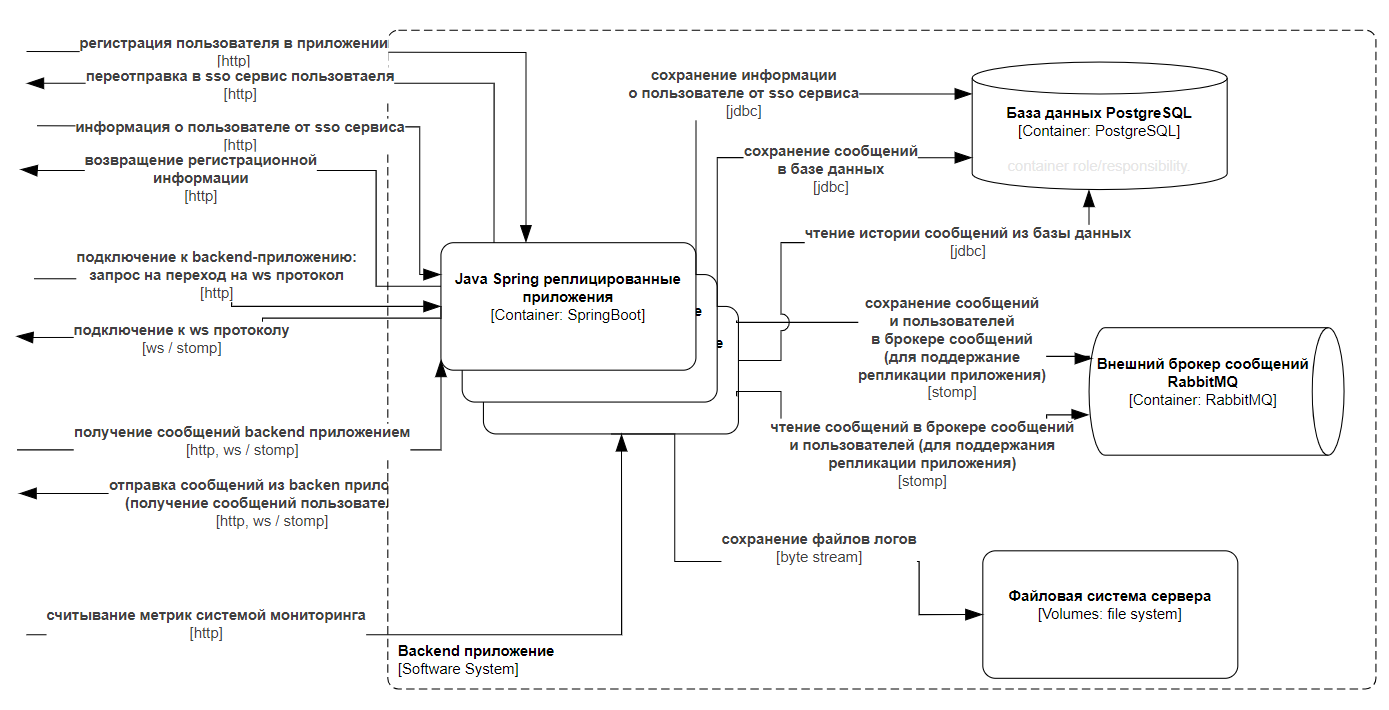 регистрация пользователя в приложении
[http]
переотправка в sso сервис пользовтаеля
[http]
информация о пользователе от sso сервиса
[http]
возвращение регистрационной
информации
[http]
подключение к backend-приложению:
запрос на переход на ws протокол
[http]
подключение к ws протоколу
[ws / stomp]
получение сообщений backend приложением
[http, ws / stomp]
отправка сообщений из backen прило
(получение сообщений пользовате
[http, ws / stomp]
считывание метрик системой мониторинга
[http]
Backend приложение
[Software System]
Java Spring реплицированные
приложения
[Container: SpringBoot]
е
е
сохранение информации
о пользователе от sso сервиса
[jdbc]
сохранение сообщений
в базе данных
[jdbc]
чтение истории сообщений из базы данных
[jdbc]
сохранение сообщений
и пользователей
в брокере сообщений
(для поддержание
репликации приложения)
[stomp]
чтение сообщений в брокере сообщений
и пользователей (для поддержания
репликации приложения)
[stomp]
сохранение файлов логов
[byte stream]
База данных PostgreSQL
[Container: PostgreSQL]
container role/responsibility.
Внешний брокер сообщений
RabbitMQ
[Container: RabbitMQ]
Файловая система сервера
[Volumes: file system]